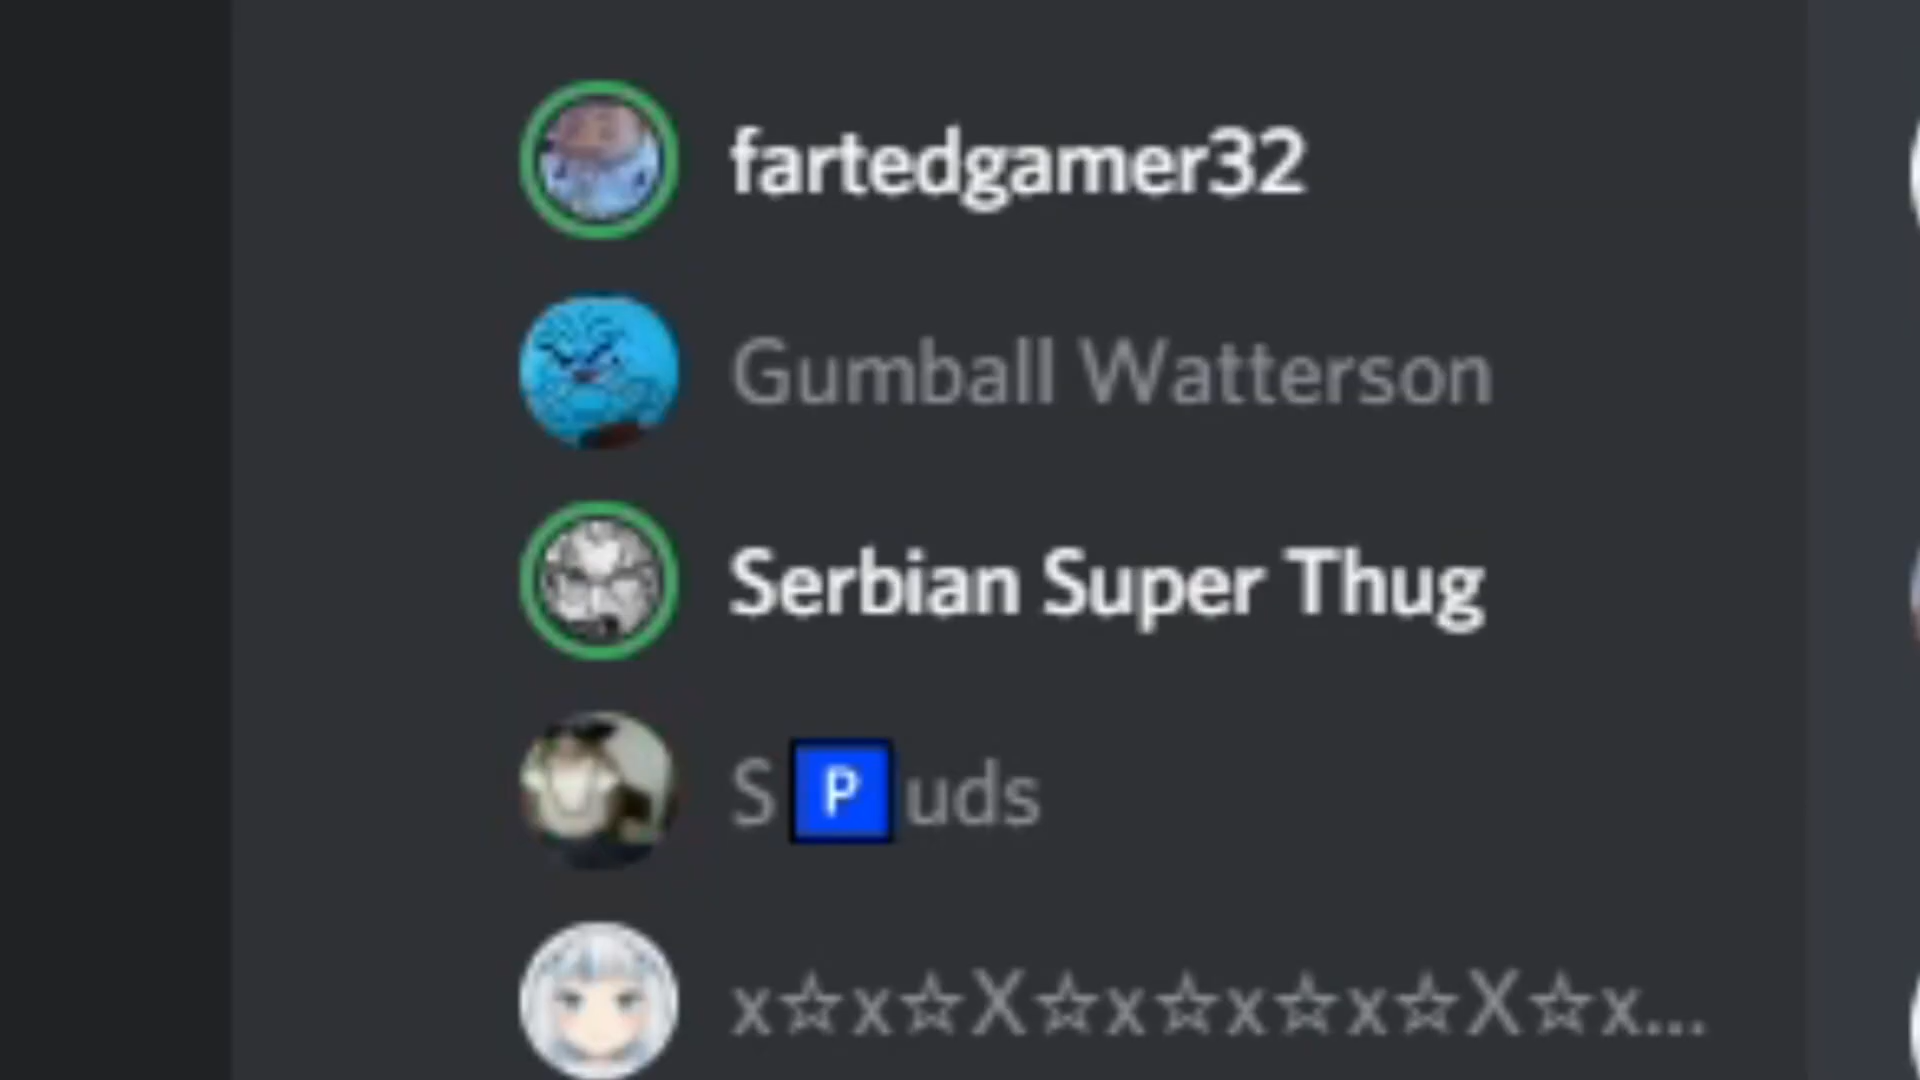 fartedgamer32
Gumball Watterson
Serbian Super Thug
S🅿️uds
x☆x☆X☆x☆x☆x☆X☆x...